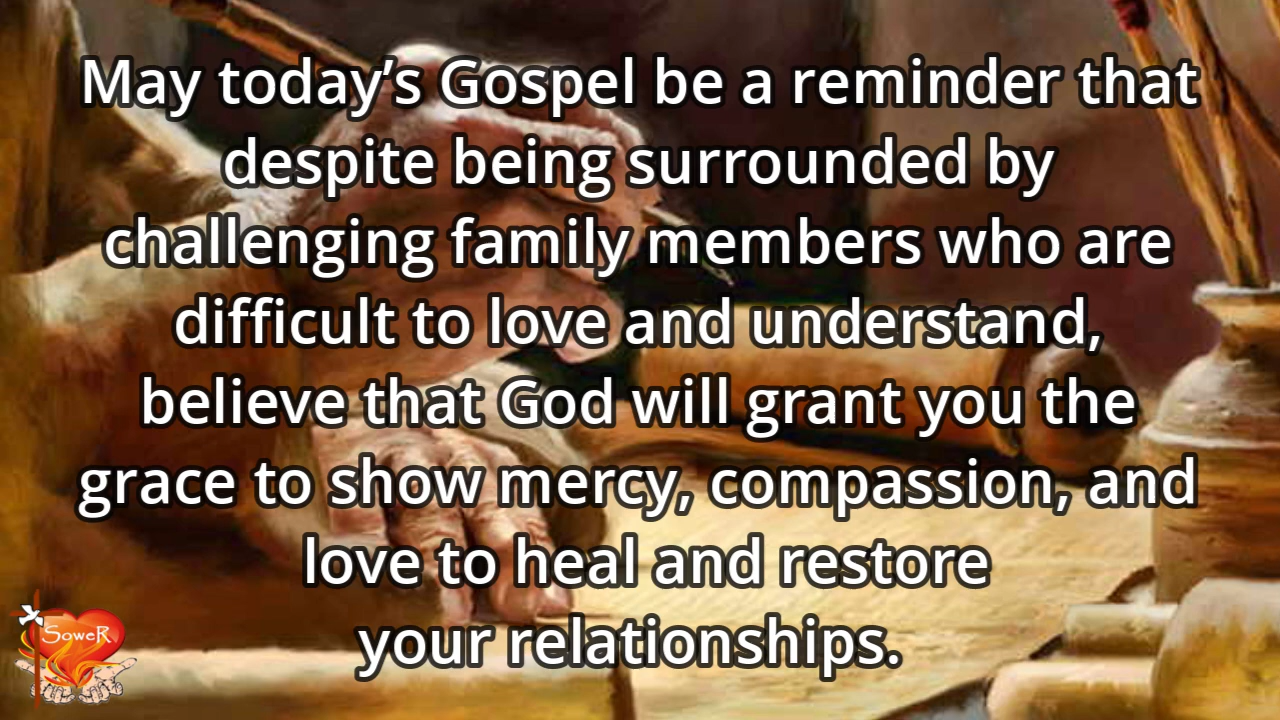 May today’s Gospel be a reminder that
despite being surrounded by
challenging family members who are
difficult to love and understand,
believe that God will grant you the
grace to show mercy, compassion, and
love to heal and restore
your relationships.
SoweR